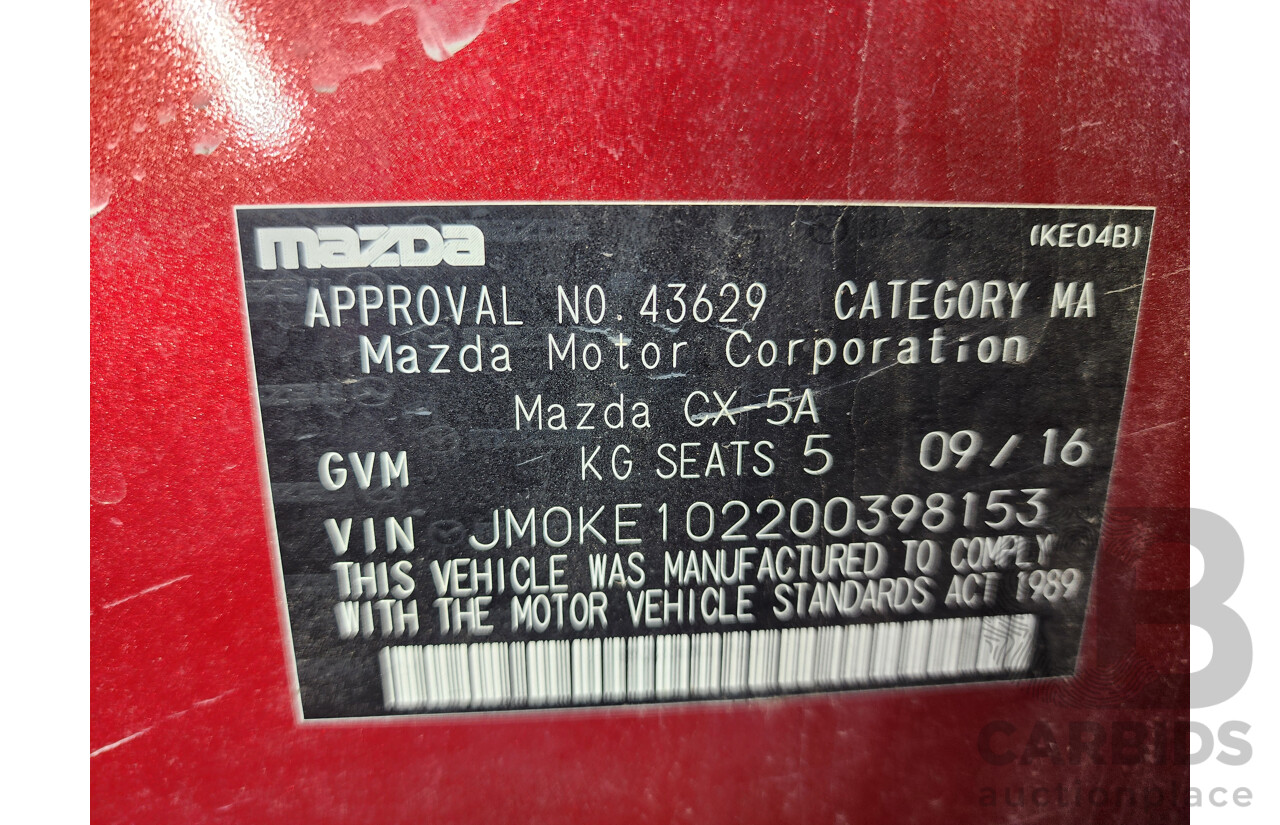 mazda
(KE04B)
APPROVAL NO. 43629 CATEGORY MA
Mazda Motor Corporation
Mazda CX-5A
GVM KG SEATS 5 09/16
VIN JM0KE102200398153
THIS VEHICLE WAS MANUFACTURED TO COMPLY
WITH THE MOTOR VEHICLE STANDARDS ACT 1989
B
CARBIDS
auctionplace